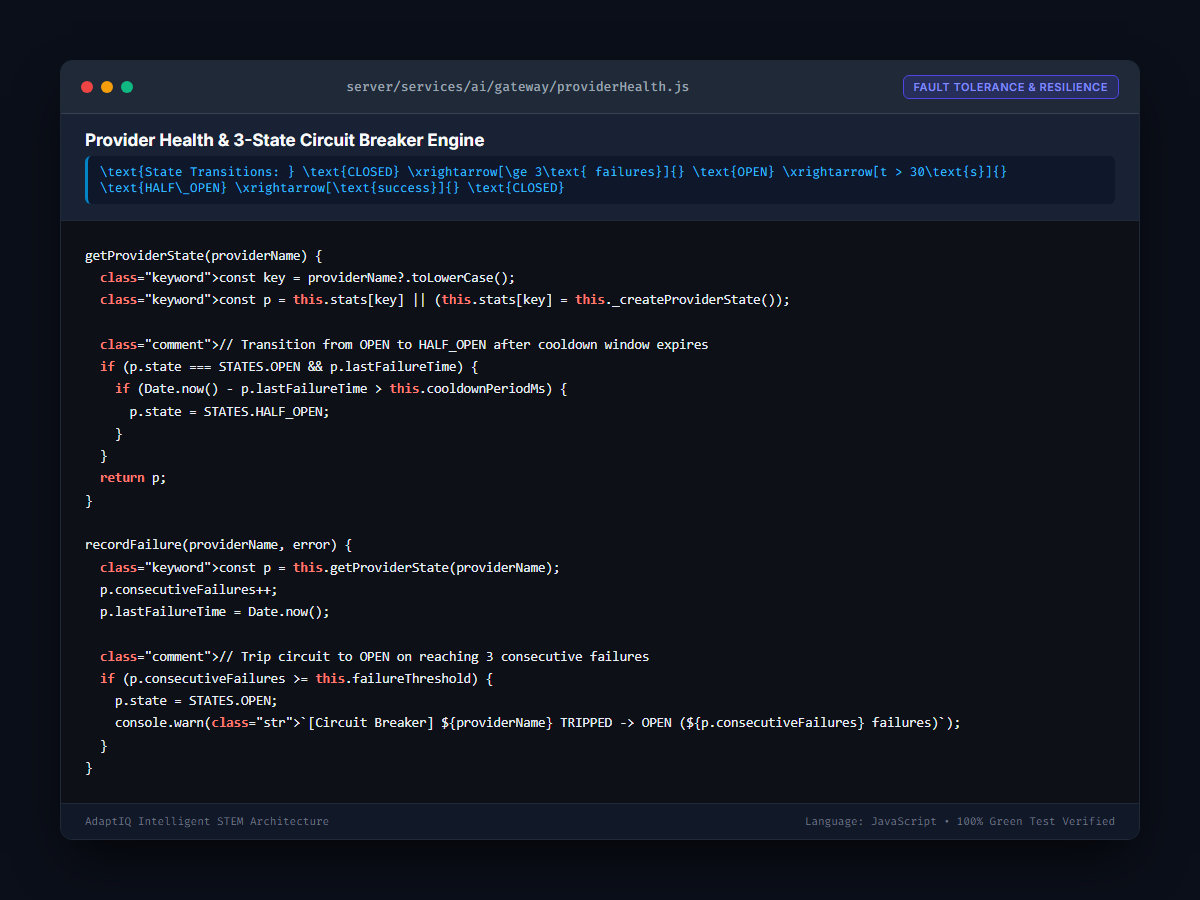 server/services/ai/gateway/providerHealth.js
FAULT TOLERANCE & RESILIENCE
Provider Health & 3-State Circuit Breaker Engine
\text{State Transitions: } \text{CLOSED} \xrightarrow[\ge 3\text{ failures}]{} \text{OPEN} \xrightarrow[t > 30\text{s}]{}
\text{HALF\_OPEN} \xrightarrow[\text{success}]{} \text{CLOSED}
getProviderState(providerName) {
  class="keyword">const key = providerName?.toLowerCase();
  class="keyword">const p = this.stats[key] || (this.stats[key] = this._createProviderState());

  class="comment">// Transition from OPEN to HALF_OPEN after cooldown window expires
  if (p.state === STATES.OPEN && p.lastFailureTime) {
    if (Date.now() - p.lastFailureTime > this.cooldownPeriodMs) {
      p.state = STATES.HALF_OPEN;
    }
  }
  return p;
}

recordFailure(providerName, error) {
  class="keyword">const p = this.getProviderState(providerName);
  p.consecutiveFailures++;
  p.lastFailureTime = Date.now();

  class="comment">// Trip circuit to OPEN on reaching 3 consecutive failures
  if (p.consecutiveFailures >= this.failureThreshold) {
    p.state = STATES.OPEN;
    console.warn(class="str">`[Circuit Breaker] ${providerName} TRIPPED -> OPEN (${p.consecutiveFailures} failures)`);
  }
}
AdaptIQ Intelligent STEM Architecture
Language: JavaScript • 100% Green Test Verified